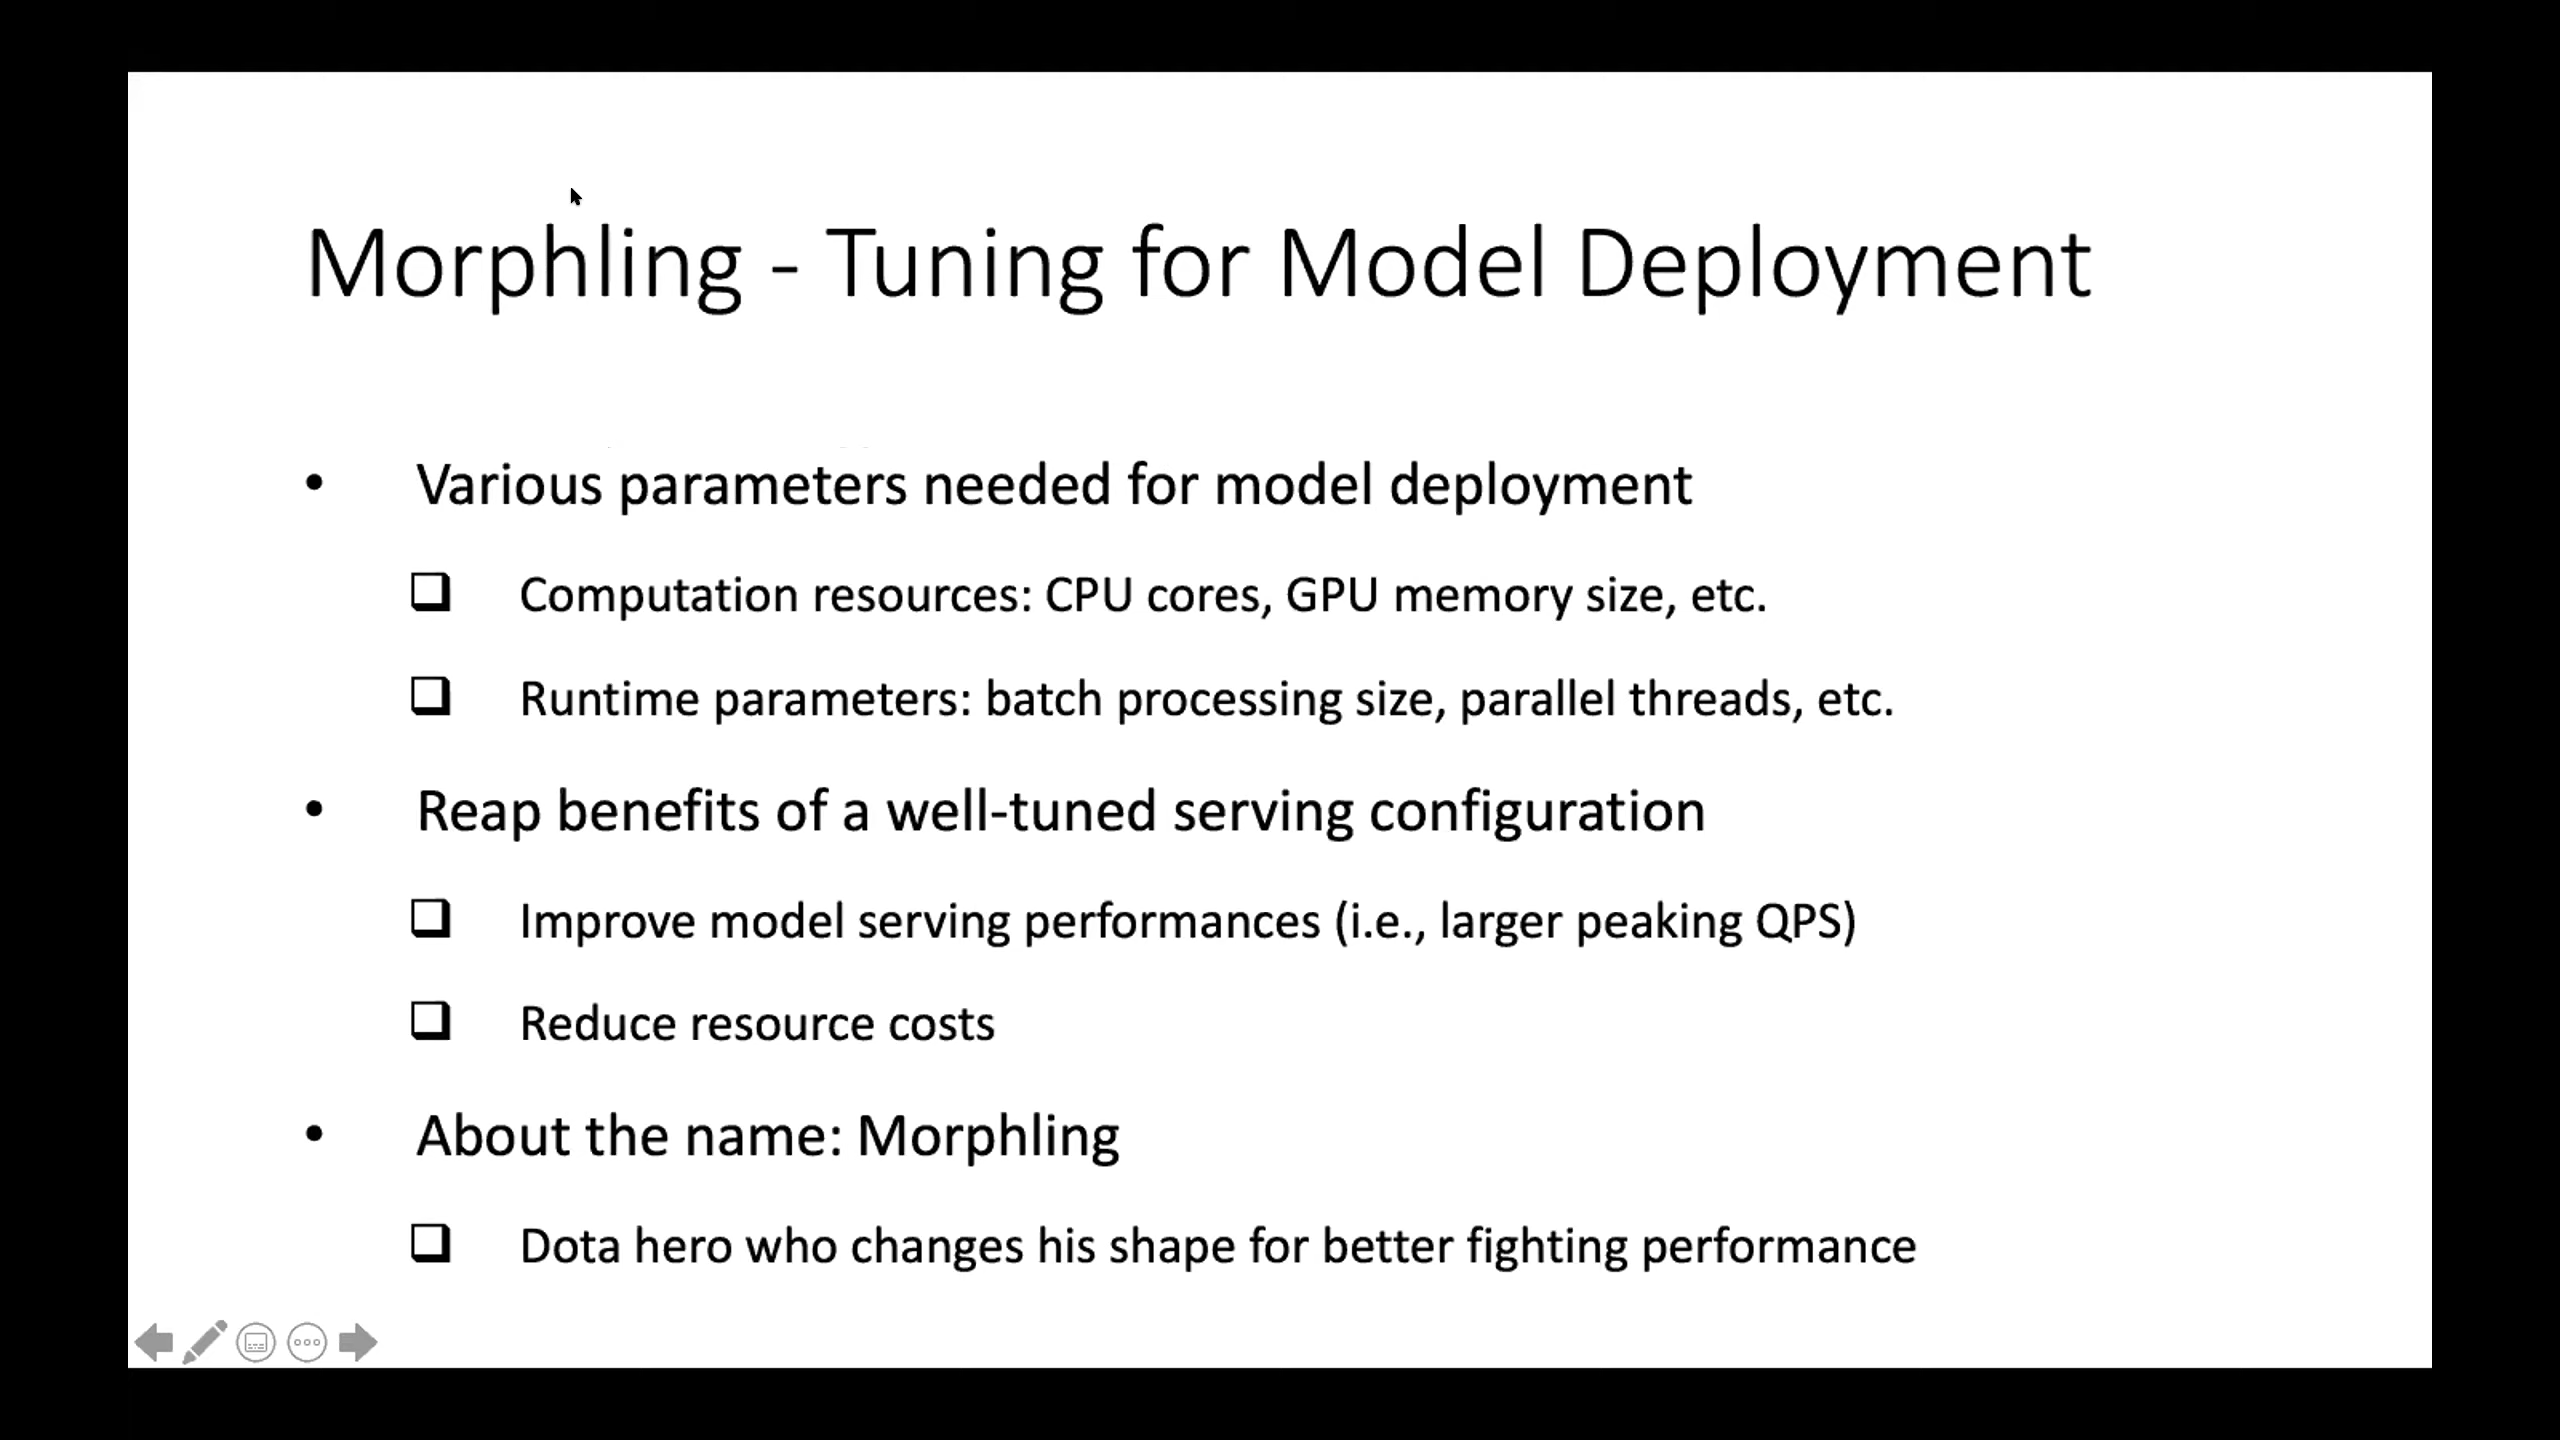 Morphling - Tuning for Model Deployment
• Various parameters needed for model deployment
❑ Computation resources: CPU cores, GPU memory size, etc.
❑ Runtime parameters: batch processing size, parallel threads, etc.
• Reap benefits of a well-tuned serving configuration
❑ Improve model serving performances (i.e., larger peaking QPS)
❑ Reduce resource costs
• About the name: Morphling
❑ Dota hero who changes his shape for better fighting performance